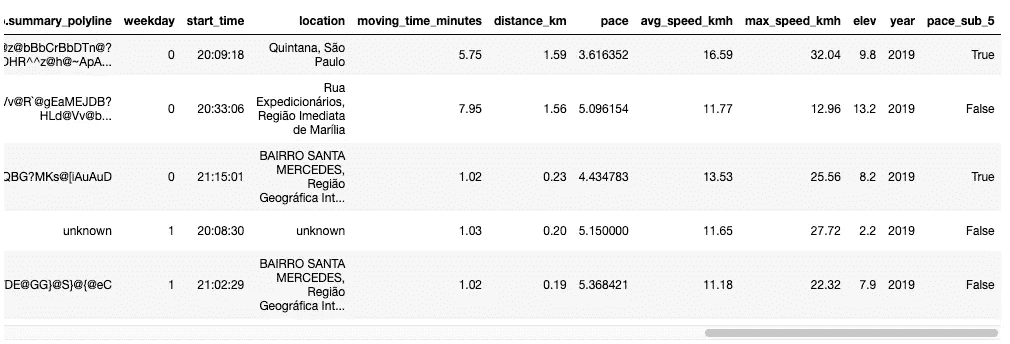 .summary_polyline weekday start_time location moving_time_minutes distance_km pace avg_speed_kmh max_speed_kmh elev year pace_sub_5
@z@bBbCrBbDTn@?
DHR^^z@h@~ApA... 0 20:09:18 Quintana, São
Paulo 5.75 1.59 3.616352 16.59 32.04 9.8 2019 True
/v@R`@gEaMEJDB?
HLd@Vv@b... 0 20:33:06 Rua
Expedicionários,
Região Imediata
de Marília 7.95 1.56 5.096154 11.77 12.96 13.2 2019 False
QBG?MKs@[iAuAuD 0 21:15:01 BAIRRO SANTA
MERCEDES,
Região
Geográfica Int... 1.02 0.23 4.434783 13.53 25.56 8.2 2019 True
unknown 1 20:08:30 unknown 1.03 0.20 5.150000 11.65 27.72 2.2 2019 False
DE@GG}@S}@{@eC 1 21:02:29 BAIRRO SANTA
MERCEDES,
Região
Geográfica Int... 1.02 0.19 5.368421 11.18 22.32 7.9 2019 False